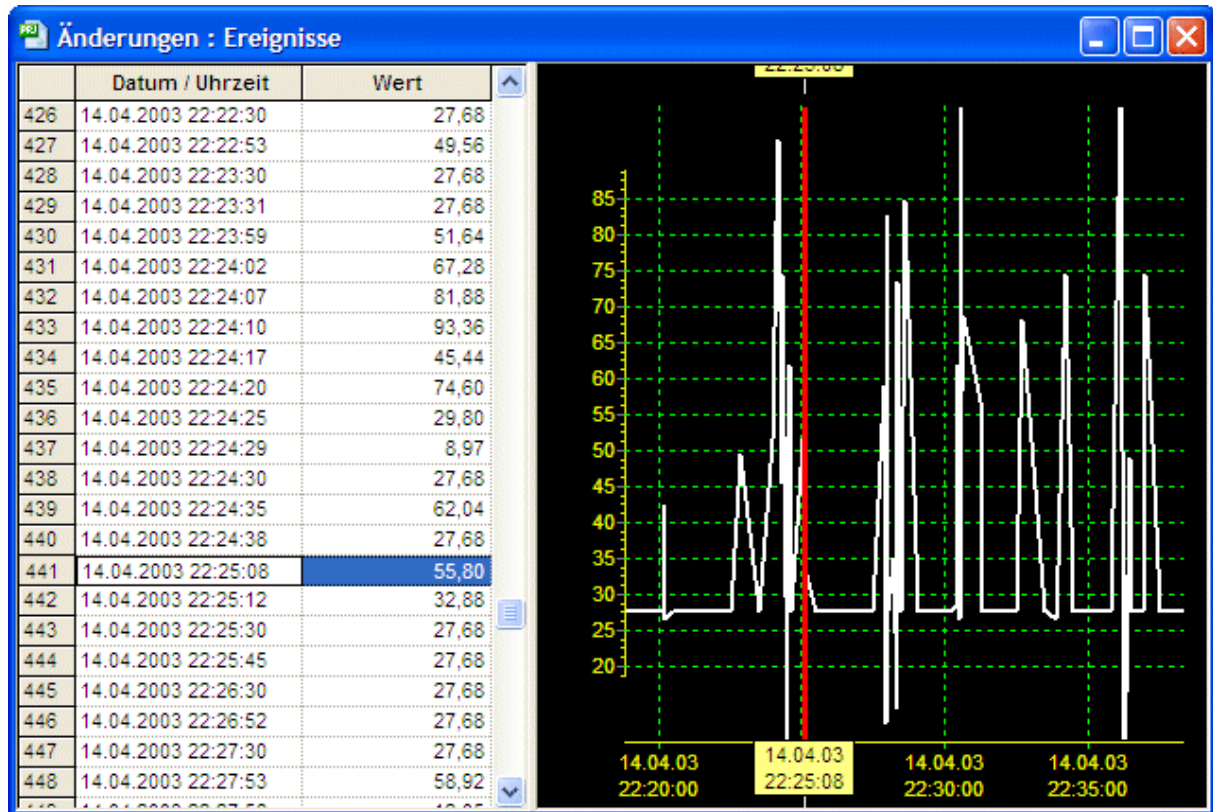 PRJ
Änderungen : Ereignisse
Datum / Uhrzeit Wert
426 14.04.2003 22:22:30 27,68
427 14.04.2003 22:22:53 49,56
428 14.04.2003 22:23:30 27,68
429 14.04.2003 22:23:31 27,68
430 14.04.2003 22:23:59 51,64
431 14.04.2003 22:24:02 67,28
432 14.04.2003 22:24:07 81,88
433 14.04.2003 22:24:10 93,36
434 14.04.2003 22:24:17 45,44
435 14.04.2003 22:24:20 74,60
436 14.04.2003 22:24:25 29,80
437 14.04.2003 22:24:29 8,97
438 14.04.2003 22:24:30 27,68
439 14.04.2003 22:24:35 62,04
440 14.04.2003 22:24:38 27,68
441 14.04.2003 22:25:08 55,80
442 14.04.2003 22:25:12 32,88
443 14.04.2003 22:25:30 27,68
444 14.04.2003 22:25:45 27,68
445 14.04.2003 22:26:30 27,68
446 14.04.2003 22:26:52 27,68
447 14.04.2003 22:27:30 27,68
448 14.04.2003 22:27:53 58,92
22:25:08
85
80
75
70
65
60
55
50
45
40
35
30
25
20
14.04.03 14.04.03 14.04.03 14.04.03
22:20:00 22:25:08 22:30:00 22:35:00